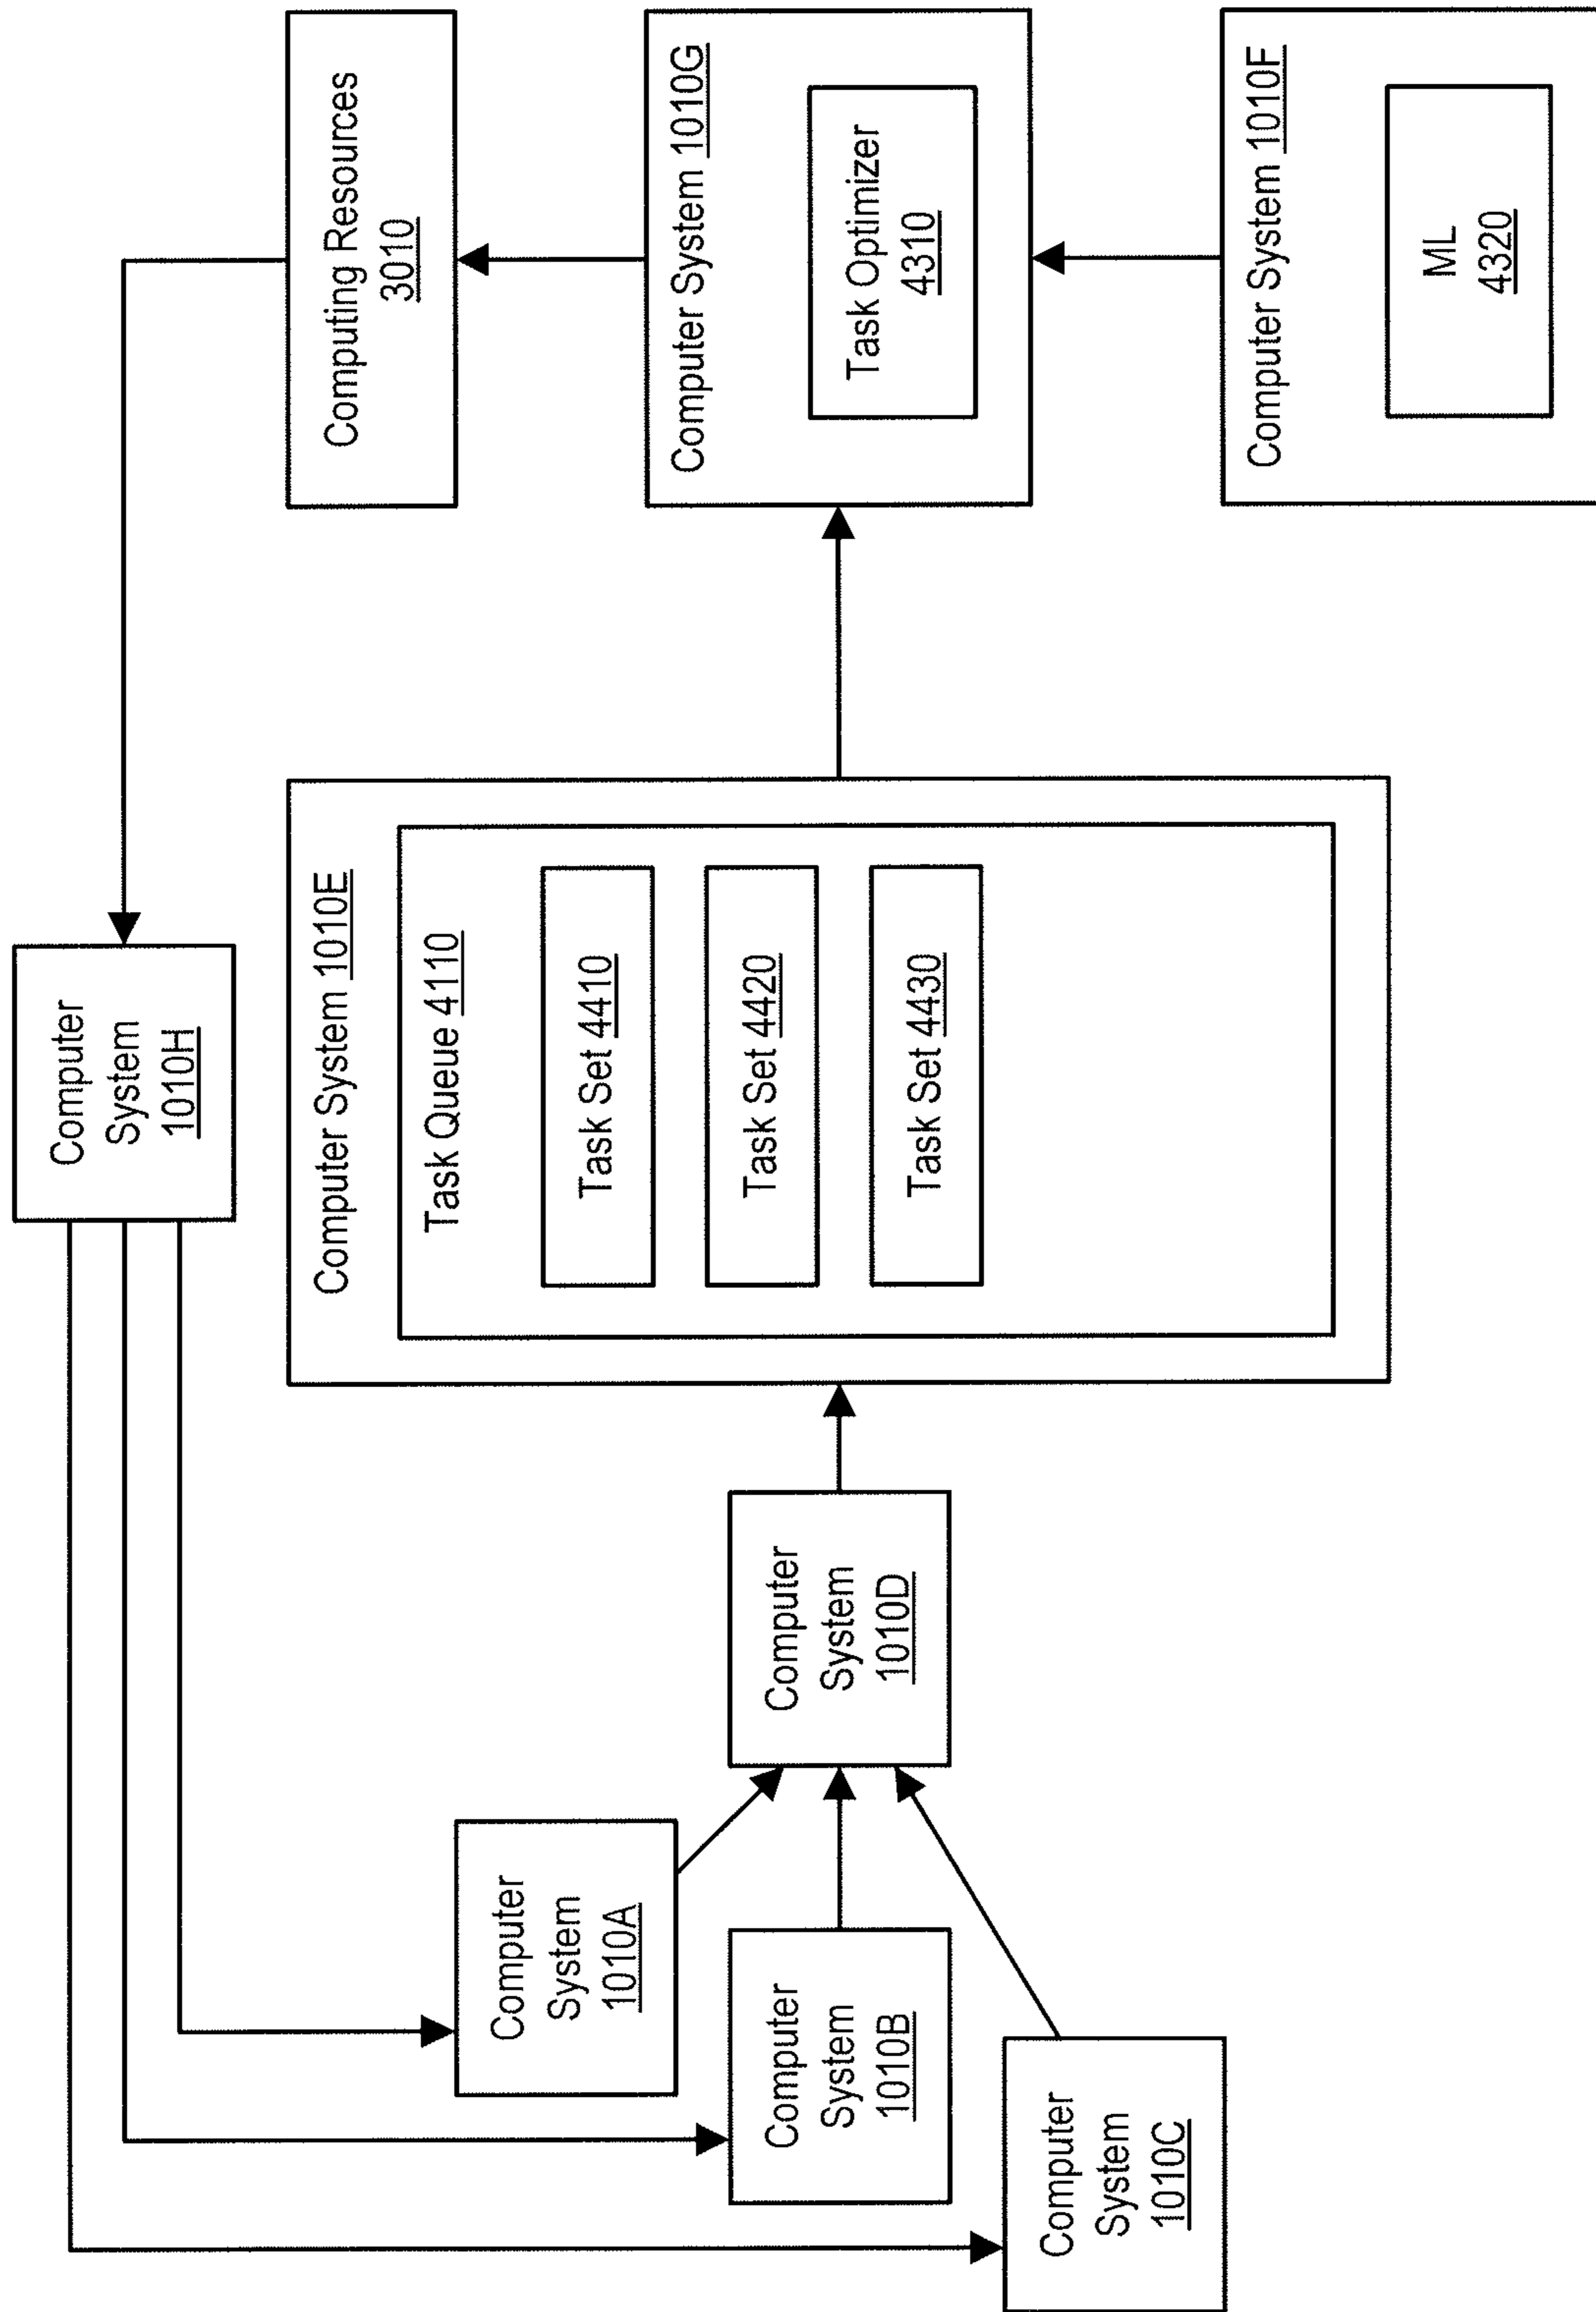 Computer
System
1010H
Computing Resources
3010
Computer System 1010E
Task Queue 4110
Task Set 4410
Task Set 4420
Task Set 4430
Computer System 1010G
Task Optimizer
4310
Computer
System
1010A
Computer
System
1010B
Computer
System
1010C
Computer
System
1010D
Computer System 1010F
ML
4320